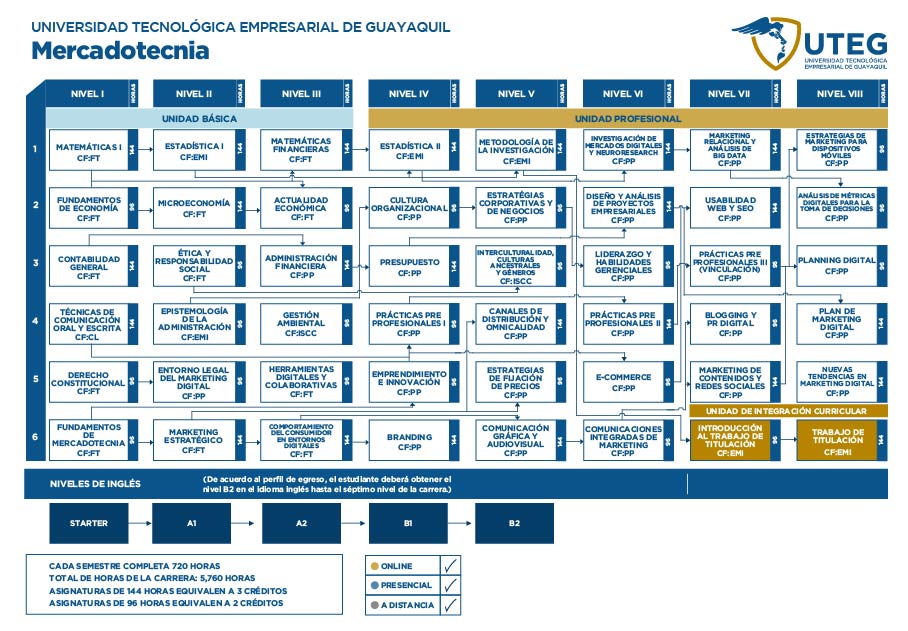 UNIVERSIDAD TECNOLÓGICA EMPRESARIAL DE GUAYAQUIL
Mercadotecnia
UTEG
UNIVERSIDAD TECNOLÓGICA
EMPRESARIAL DE GUAYAQUIL
NIVEL I HORAS
NIVEL II HORAS
NIVEL III HORAS
NIVEL IV HORAS
NIVEL V HORAS
NIVEL VI HORAS
NIVEL VII HORAS
NIVEL VIII HORAS
UNIDAD BÁSICA
UNIDAD PROFESIONAL
1
MATEMÁTICAS I
CF:FT
144
ESTADÍSTICA I
CF:EMI
144
MATEMÁTICAS
FINANCIERAS
CF:FT
144
ESTADÍSTICA II
CF:EMI
144
METODOLOGÍA DE
LA INVESTIGACIÓN
CF:EMI
144
INVESTIGACIÓN DE
MERCADOS DIGITALES
Y NEURORESEARCH
CF:PP
144
MARKETING
RELACIONAL Y
ANÁLISIS DE
BIG DATA
CF:PP
144
ESTRATEGIAS DE
MARKETING PARA
DISPOSITIVOS
MÓVILES
CF:PP
96
2
FUNDAMENTOS
DE ECONOMÍA
CF:FT
96
MICROECONOMÍA
CF:FT
144
ACTUALIDAD
ECONÓMICA
CF:FT
96
CULTURA
ORGANIZACIONAL
CF:PP
96
ESTRATÉGIAS
CORPORATIVAS Y
DE NEGOCIOS
CF:PP
96
DISEÑO Y ANÁLISIS
DE PROYECTOS
EMPRESARIALES
CF:PP
144
USABILIDAD
WEB Y SEO
CF:PP
96
ANÁLISIS DE MÉTRICAS
DIGITALES PARA LA
TOMA DE DECISIONES
CF:PP
96
3
CONTABILIDAD
GENERAL
CF:FT
144
ÉTICA Y
RESPONSABILIDAD
SOCIAL
CF:FT
96
ADMINISTRACIÓN
FINANCIERA
CF:PP
144
PRESUPUESTO
CF:PP
144
INTERCULTURALIDAD,
CULTURAS
ANCESTRALES
Y GÉNEROS
CF:ISCC
96
LIDERAZGO Y
HABILIDADES
GERENCIALES
CF:PP
96
PRÁCTICAS PRE
PROFESIONALES III
(VINCULACIÓN)
CF:PP
96
PLANNING DIGITAL
CF:PP
96
4
TÉCNICAS DE
COMUNICACIÓN
ORAL Y ESCRITA
CF:CL
144
EPISTEMOLOGÍA
DE LA
ADMINISTRACIÓN
CF:EMI
96
GESTIÓN
AMBIENTAL
CF:ISCC
96
PRÁCTICAS PRE
PROFESIONALES I
CF:PP
96
CANALES DE
DISTRIBUCIÓN Y
OMNICALIDAD
CF:PP
144
PRÁCTICAS PRE
PROFESIONALES II
CF:PP
144
BLOGGING Y
PR DIGITAL
CF:PP
96
PLAN DE
MARKETING
DIGITAL
CF:PP
144
5
DERECHO
CONSTITUCIONAL
CF:FT
96
ENTORNO LEGAL
DEL MARKETING
DIGITAL
CF:PP
96
HERRAMIENTAS
DIGITALES Y
COLABORATIVAS
CF:FT
96
EMPRENDIMIENTO
E INNOVACIÓN
CF:PP
96
ESTRATEGIAS
DE FIJACIÓN
DE PRECIOS
CF:PP
96
E-COMMERCE
CF:PP
96
MARKETING DE
CONTENIDOS Y
REDES SOCIALES
CF:PP
144
NUEVAS
TENDENCIAS EN
MARKETING DIGITAL
CF:PP
144
UNIDAD DE INTEGRACIÓN CURRICULAR
6
FUNDAMENTOS
DE
MERCADOTECNIA
CF:FT
96
MARKETING
ESTRATÉGICO
CF:FT
144
COMPORTAMIENTO
DEL CONSUMIDOR
EN ENTORNOS
DIGITALES
CF:FT
144
BRANDING
CF:PP
144
COMUNICACIÓN
GRÁFICA Y
AUDIOVISUAL
CF:PP
144
COMUNICACIONES
INTEGRADAS DE
MARKETING
CF:PP
96
INTRODUCCIÓN
AL TRABAJO DE
TITULACIÓN
CF:EMI
96
TRABAJO DE
TITULACIÓN
CF:EMI
144
NIVELES DE INGLÉS
(De acuerdo al perfil de egreso, el estudiante deberá obtener el
nivel B2 en el idioma inglés hasta el séptimo nivel de la carrera.)
STARTER
A1
A2
B1
B2
CADA SEMESTRE COMPLETA 720 HORAS
TOTAL DE HORAS DE LA CARRERA: 5,760 HORAS
ASIGNATURAS DE 144 HORAS EQUIVALEN A 3 CRÉDITOS
ASIGNATURAS DE 96 HORAS EQUIVALEN A 2 CRÉDITOS
ONLINE
PRESENCIAL
A DISTANCIA